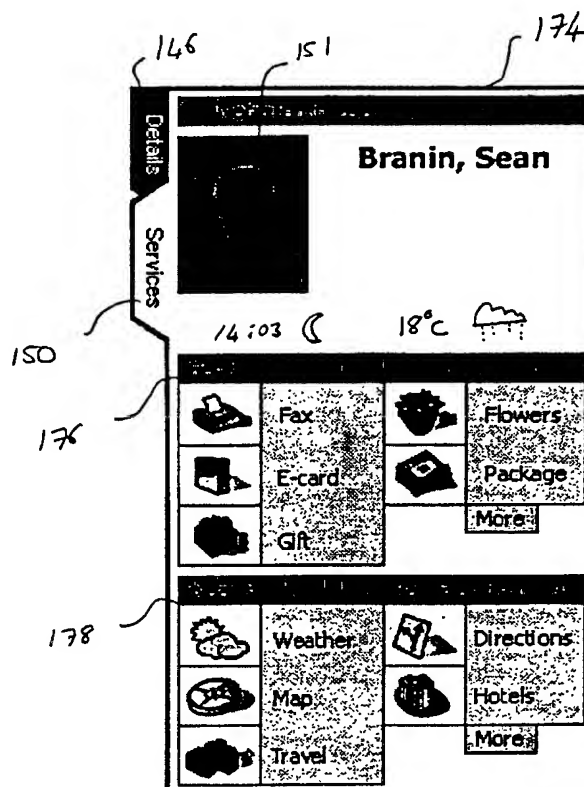 146
151
174
Details
Branin, Sean
Services
150
14:03 18°C
176
Fax Flowers
E-card Package
Gift More
178
Weather Directions
Map Hotels
Travel More